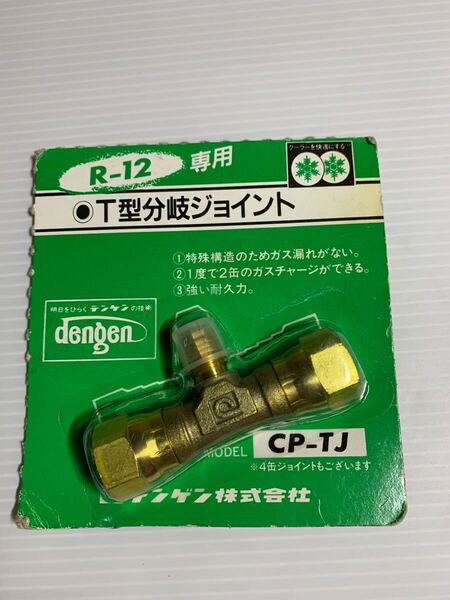 R-12 専用
クーラーを快適にする
●T型分岐ジョイント
①特殊構造のためガス漏れがない。
②1度で2缶のガスチャージができる。
③強い耐久力。
明日をひらくデンゲンの技術
dengen
MODEL CP-TJ
※4缶ジョイントもございます
デンゲン株式会社